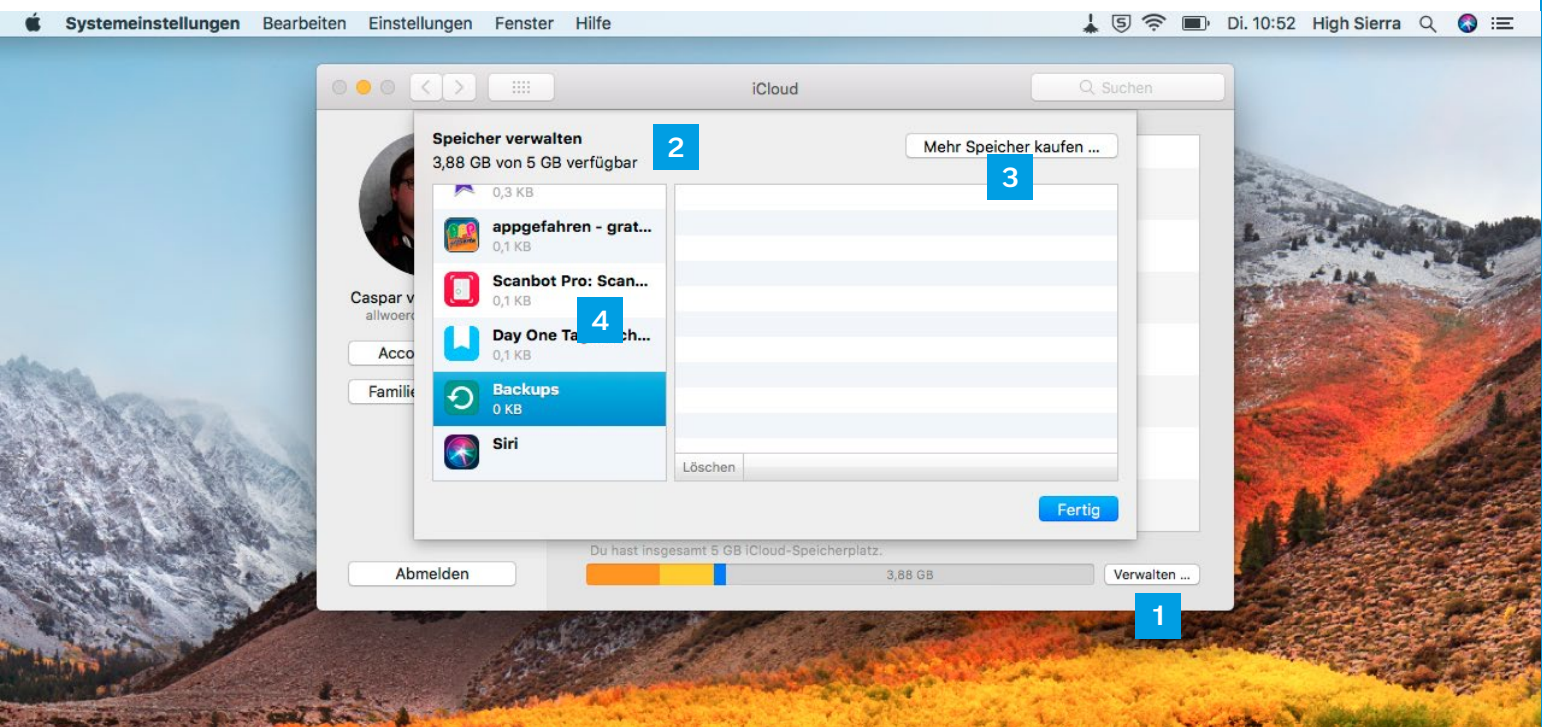 Systemeinstellungen Bearbeiten Einstellungen Fenster Hilfe
5
Di. 10:52 High Sierra
iCloud
Suchen
Speicher verwalten
3,88 GB von 5 GB verfügbar
2
Mehr Speicher kaufen ...
3
0,3 KB
appgefahren - grat...
0,1 KB
Scanbot Pro: Scan...
0,1 KB
4
Day One
0,1 KB
Backups
0 KB
Siri
Löschen
Fertig
Caspar v
allwoer
Acco
Familie
Abmelden
Du hast insgesamt 5 GB iCloud-Speicherplatz.
3,88 GB
Verwalten ...
1